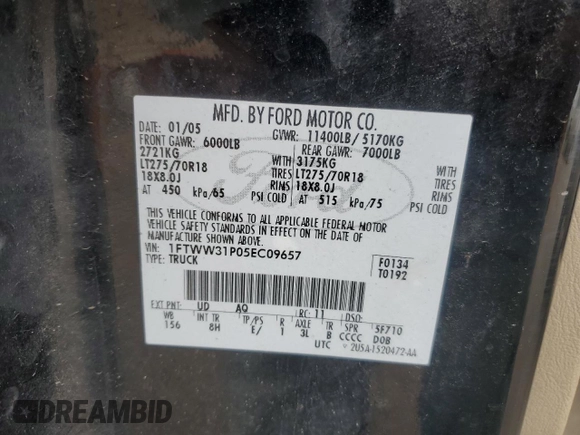 MFD. BY FORD MOTOR CO.
DATE: 01/05 GVWR: 11400LB/ 5170KG
FRONT GAWR: 6000LB REAR GAWR: 7000LB
2721KG WITH 3175KG WITH
LT275/70R18 TIRES LT275/70R18 TIRES
18X8.0J RIMS 18X8.0J RIMS
AT 450 kPa/65 PSI COLD AT 515 kPa/75 PSI COLD
THIS VEHICLE CONFORMS TO ALL APPLICABLE FEDERAL MOTOR
VEHICLE SAFETY STANDARDS IN EFFECT ON THE DATE OF
MANUFACTURE SHOWN ABOVE.
VIN: 1FTWW31P05EC09657 F0134
TYPE: TRUCK T0192
EXT PNT: UD AQ RC: 11 DSO:
WB INT TR TP/PS R AXLE TR SPR 5F710
156 8H E/ 1 3L B CCCC DOB
UTC 2U5A-1520472-AA
Ford
DREAMBID